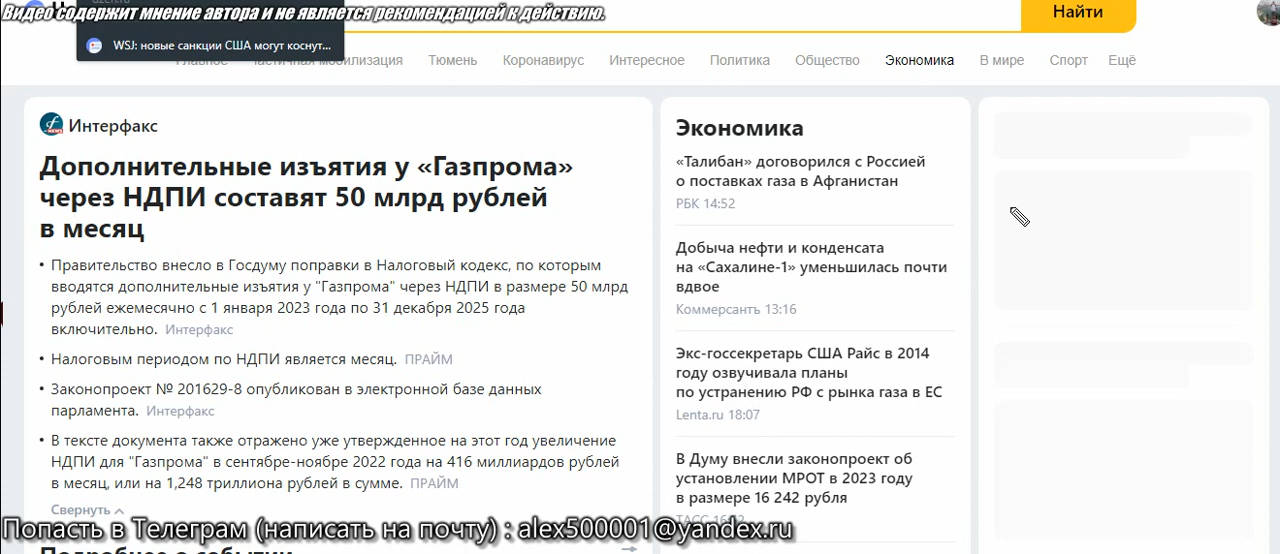 Видео содержит мнение автора и не является рекомендацией к действию.
Найти
WSJ: новые санкции США могут коснут...
Главное Частичная мобилизация Тюмень Коронавирус Интересное Политика Общество Экономика В мире Спорт Ещё
Интерфакс
Дополнительные изъятия у «Газпрома»
через НДПИ составят 50 млрд рублей
в месяц
• Правительство внесло в Госдуму поправки в Налоговый кодекс, по которым
вводятся дополнительные изъятия у "Газпрома" через НДПИ в размере 50 млрд
рублей ежемесячно с 1 января 2023 года по 31 декабря 2025 года
включительно. Интерфакс
• Налоговым периодом по НДПИ является месяц. ПРАЙМ
• Законопроект № 201629-8 опубликован в электронной базе данных
парламента. Интерфакс
• В тексте документа также отражено уже утвержденное на этот год увеличение
НДПИ для "Газпрома" в сентябре-ноябре 2022 года на 416 миллиардов рублей
в месяц, или на 1,248 триллиона рублей в сумме. ПРАЙМ
Свернуть
Подробнее о событии
Экономика
«Талибан» договорился с Россией
о поставках газа в Афганистан
РБК 14:52
Добыча нефти и конденсата
на «Сахалине-1» уменьшилась почти
вдвое
Коммерсантъ 13:16
Экс-госсекретарь США Райс в 2014
году озвучивала планы
по устранению РФ с рынка газа в ЕС
Lenta.ru 18:07
В Думу внесли законопроект об
установлении МРОТ в 2023 году
в размере 16 242 рубля
ТАСС
Попасть в Телеграм (написать на почту) : alex500001@yandex.ru